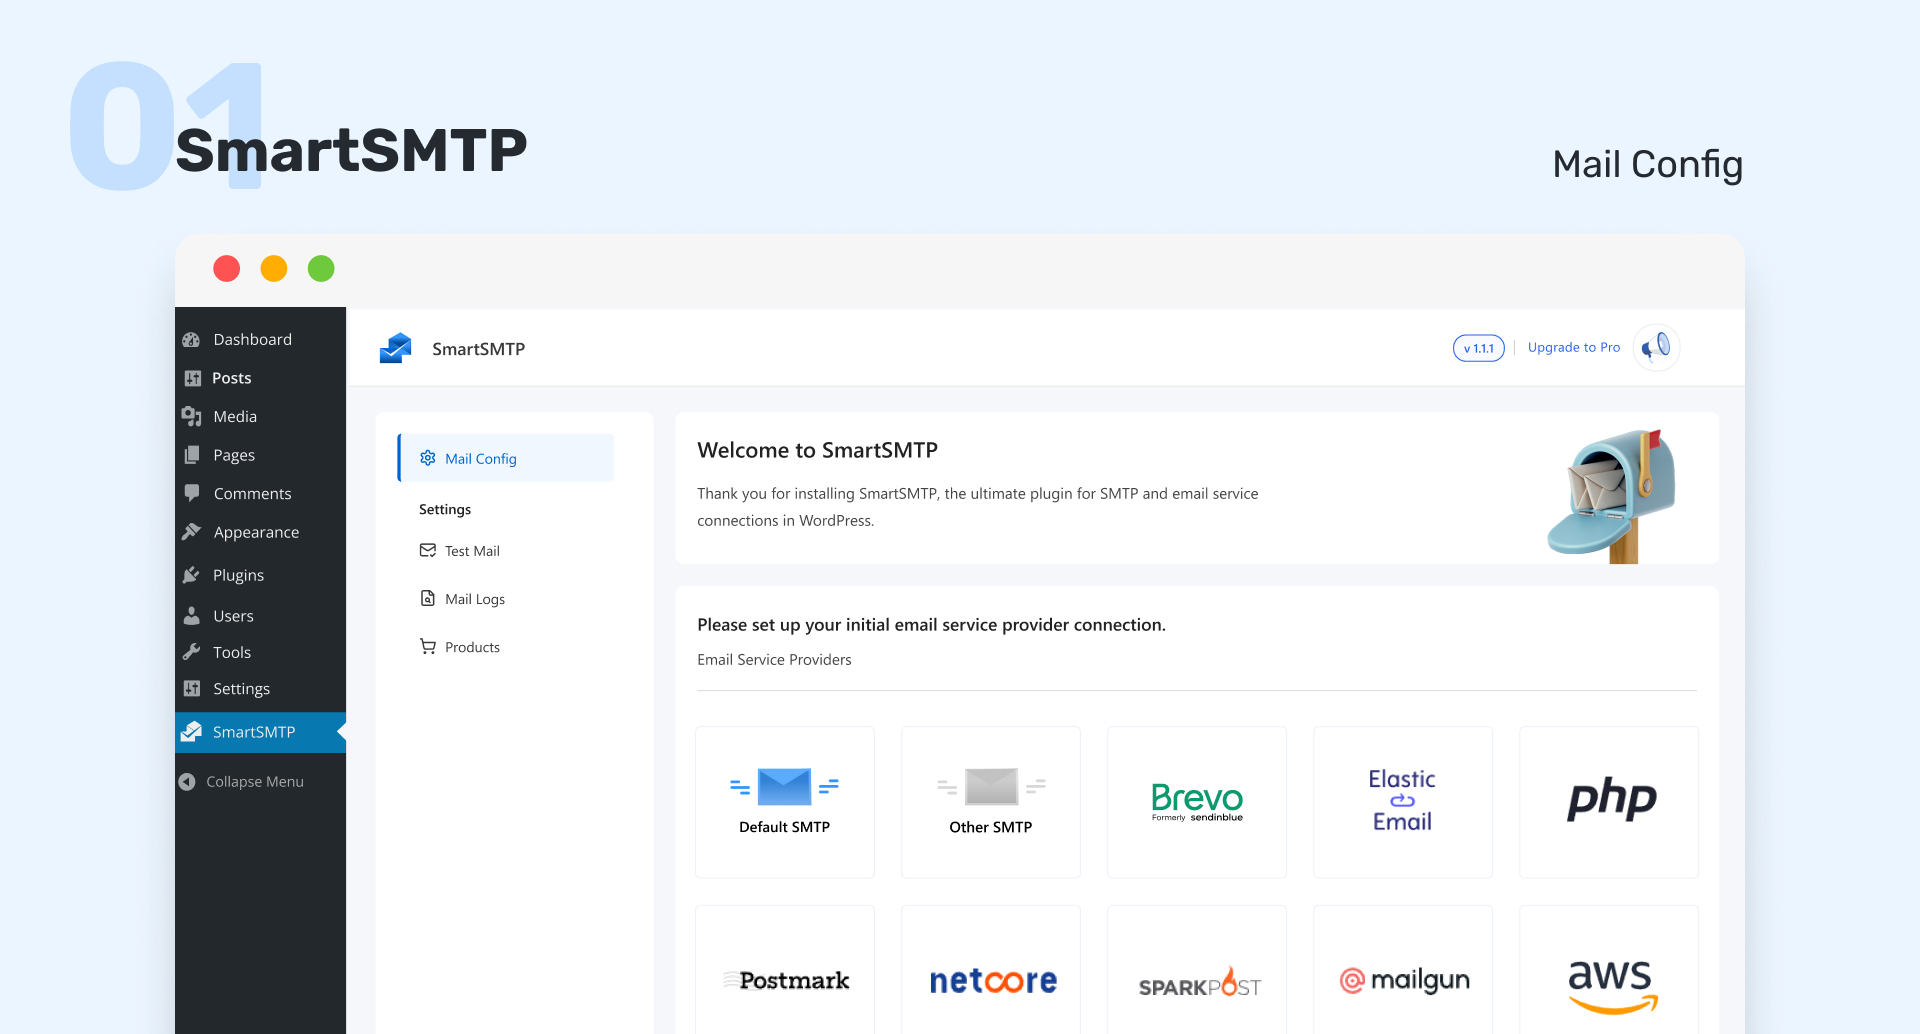 01
SmartSMTP
Mail Config
Dashboard
Posts
Media
Pages
Comments
Appearance
Plugins
Users
Tools
Settings
SmartSMTP
Collapse Menu
SmartSMTP
v 1.1.1
Upgrade to Pro
Mail Config
Settings
Test Mail
Mail Logs
Products
Welcome to SmartSMTP
Thank you for installing SmartSMTP, the ultimate plugin for SMTP and email service
connections in WordPress.
Please set up your initial email service provider connection.
Email Service Providers
Default SMTP
Other SMTP
Brevo
Formerly sendinblue
Elastic
Email
php
Postmark
netcore
SPARKPOST
mailgun
aws